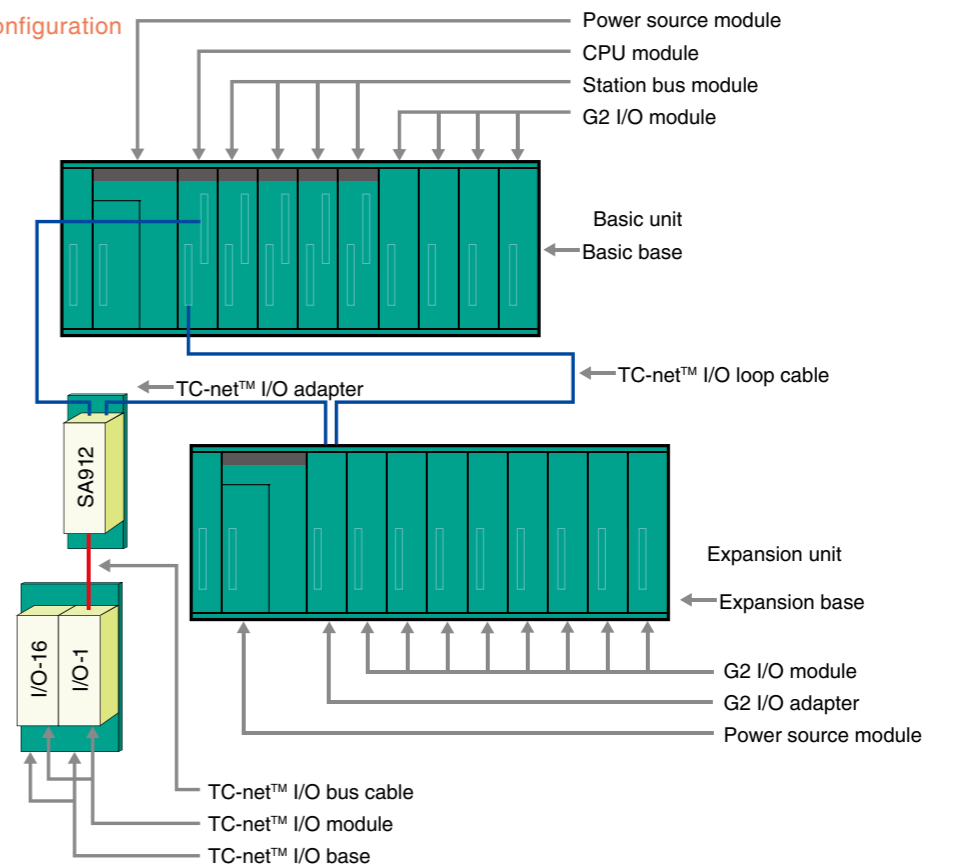 onfiguration
Power source module
CPU module
Station bus module
G2 I/O module
Basic unit
Basic base
TC-net™ I/O loop cable
TC-net™ I/O adapter
SA912
Expansion unit
Expansion base
I/O-16
I/O-1
G2 I/O module
G2 I/O adapter
Power source module
TC-net™ I/O bus cable
TC-net™ I/O module
TC-net™ I/O base